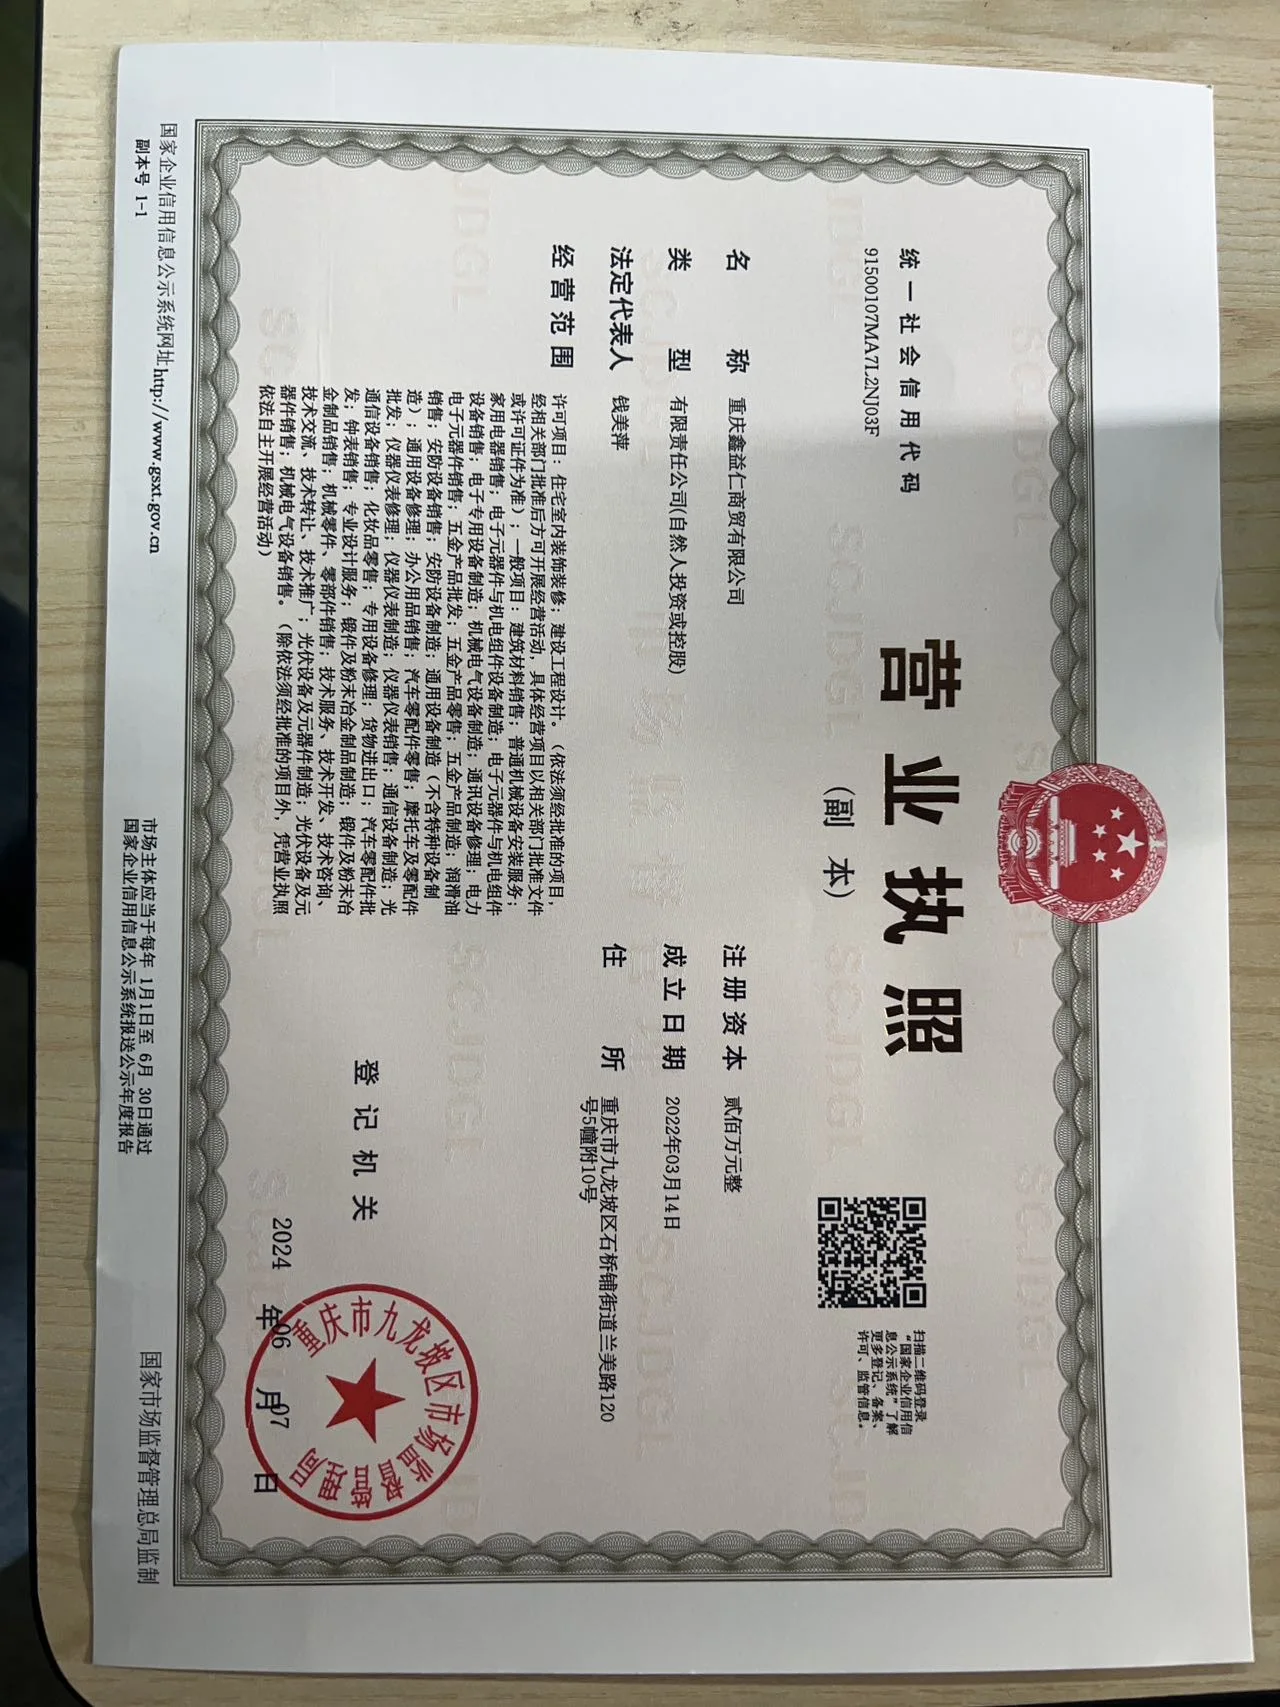 统一社会信用代码
91500107MA7L2NJ03F
营业执照
（副 本）
扫描二维码登录
“国家企业信用信
息公示系统”了解
更多登记、备案、
许可、监管信息。
名 称 重庆鑫益仁商贸有限公司
类 型 有限责任公司(自然人投资或控股)
法定代表人 钱美萍
经营范围
许可项目：住宅室内装饰装修；建设工程设计。（依法须经批准的项目，
经相关部门批准后方可开展经营活动，具体经营项目以相关部门批准文件
或许可证件为准）；一般项目：建筑材料销售；普通机械设备安装服务；
家用电器销售；电子元器件与机电组件设备制造；电子元器件与机电组件
设备销售；电子专用设备制造；机械电气设备制造；通讯设备修理；电力
电子元器件销售；五金产品批发；五金产品零售；五金产品制造；润滑油
销售；安防设备销售；安防设备制造；通用设备制造（不含特种设备制
造）；通用设备修理；办公用品销售；汽车零配件零售；摩托车及零配件
批发；仪器仪表修理；仪器仪表制造；仪器仪表销售；通信设备制造；光
通信设备销售；化妆品零售；专用设备修理；货物进出口；汽车零配件批
发；钟表销售；专业设计服务；锻件及粉末冶金制品制造；锻件及粉末冶
金制品销售；机械零件、零部件销售；技术服务、技术开发、技术咨询、
技术交流、技术转让、技术推广；光伏设备及元器件制造；光伏设备及元
器件销售；机械电气设备销售。（除依法须经批准的项目外，凭营业执照
依法自主开展经营活动）
注册资本 贰佰万元整
成立日期 2022年03月14日
住 所 重庆市九龙坡区石桥铺街道兰美路120
号5幢附10号
登记机关
重庆市九龙坡区市场监督管理局
2024 年 06 月 07 日
国家企业信用信息公示系统网址http://www.gsxt.gov.cn
副本号 1-1
市场主体应当于每年 1月1日至 6月 30日通过
国家企业信用信息公示系统报送公示年度报告
国家市场监督管理总局监制